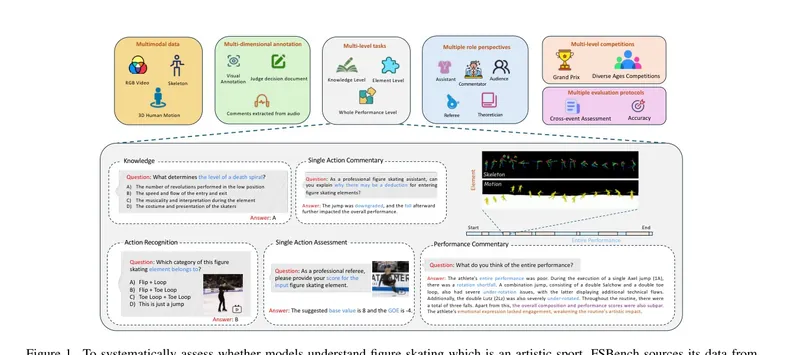 Multimodal data
RGB Video
Skeleton
3D Human Motion
Multi-dimensional annotation
Visual
Annotation
Judge decision document
Comments extracted from audio
Multi-level tasks
Knowledge Level
Element Level
Whole Performance Level
Multiple role perspectives
Assistant
Commentator
Audience
Referee
Theoretician
Multi-level competitions
Grand Prix
Diverse Ages Competitions
Multiple evaluation protocols
Cross-event Assessment
Accuracy
Knowledge
Question: What determines the level of a death spiral?
A) The number of revolutions performed in the low position
B) The speed and flow of the entry and exit
C) The musicality and interpretation during the element
D) The costume and presentation of the skaters
Answer: A
Single Action Commentary
Question: As a professional figure skating assistant, can
you explain why there may be a deduction for entering
figure skating elements?
Answer: The jump was downgraded, and the fall afterward
further impacted the overall performance.
Element
Skeleton
Motion
Start
End
Entire Performance
Action Recognition
Question: Which category of this figure
skating element belongs to?
A) Flip + Loop
B) Flip + Toe Loop
C) Toe Loop + Toe Loop
D) This is just a jump
Answer: B
Single Action Assessment
Question: As a professional referee,
please provide your score for the
input figure skating element.
Answer: The suggested base value is 8 and the GOE is -4.
Performance Commentary
Question: What do you think of the entire performance?
Answer: The athlete's entire performance was poor. During the execution of a single Axel jump (1A),
there was a rotation shortfall. A combination jump, consisting of a double Salchow and a double toe
loop, also had severe under-rotation issues, with the latter displaying additional technical flaws.
Additionally, the double Lutz (2Lz) was also severely under-rotated. Throughout the routine, there were
a total of three falls. Apart from this, the overall composition and performance scores were also subpar.
The athlete's emotional expression lacked engagement, weakening the routine's artistic impact.
Figure 1. To systematically assess whether models understand figure skating which is an artistic sport, FSBench sources its data from